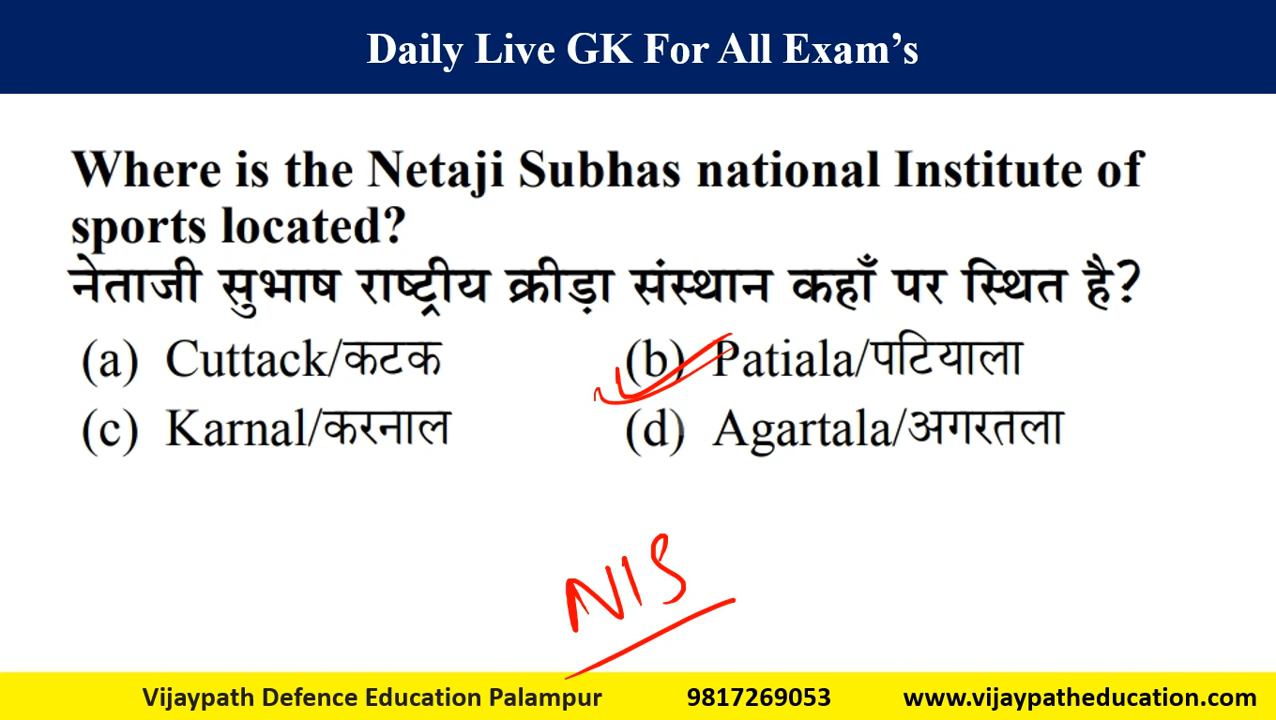 Daily Live GK For All Exam’s
Where is the Netaji Subhas national Institute of
sports located?
नेताजी सुभाष राष्ट्रीय क्रीड़ा संस्थान कहाँ पर स्थित है?
(a) Cuttack/कटक (b) Patiala/पटियाला
(c) Karnal/करनाल (d) Agartala/अगरतला
NIS
Vijaypath Defence Education Palampur 9817269053 www.vijaypatheducation.com